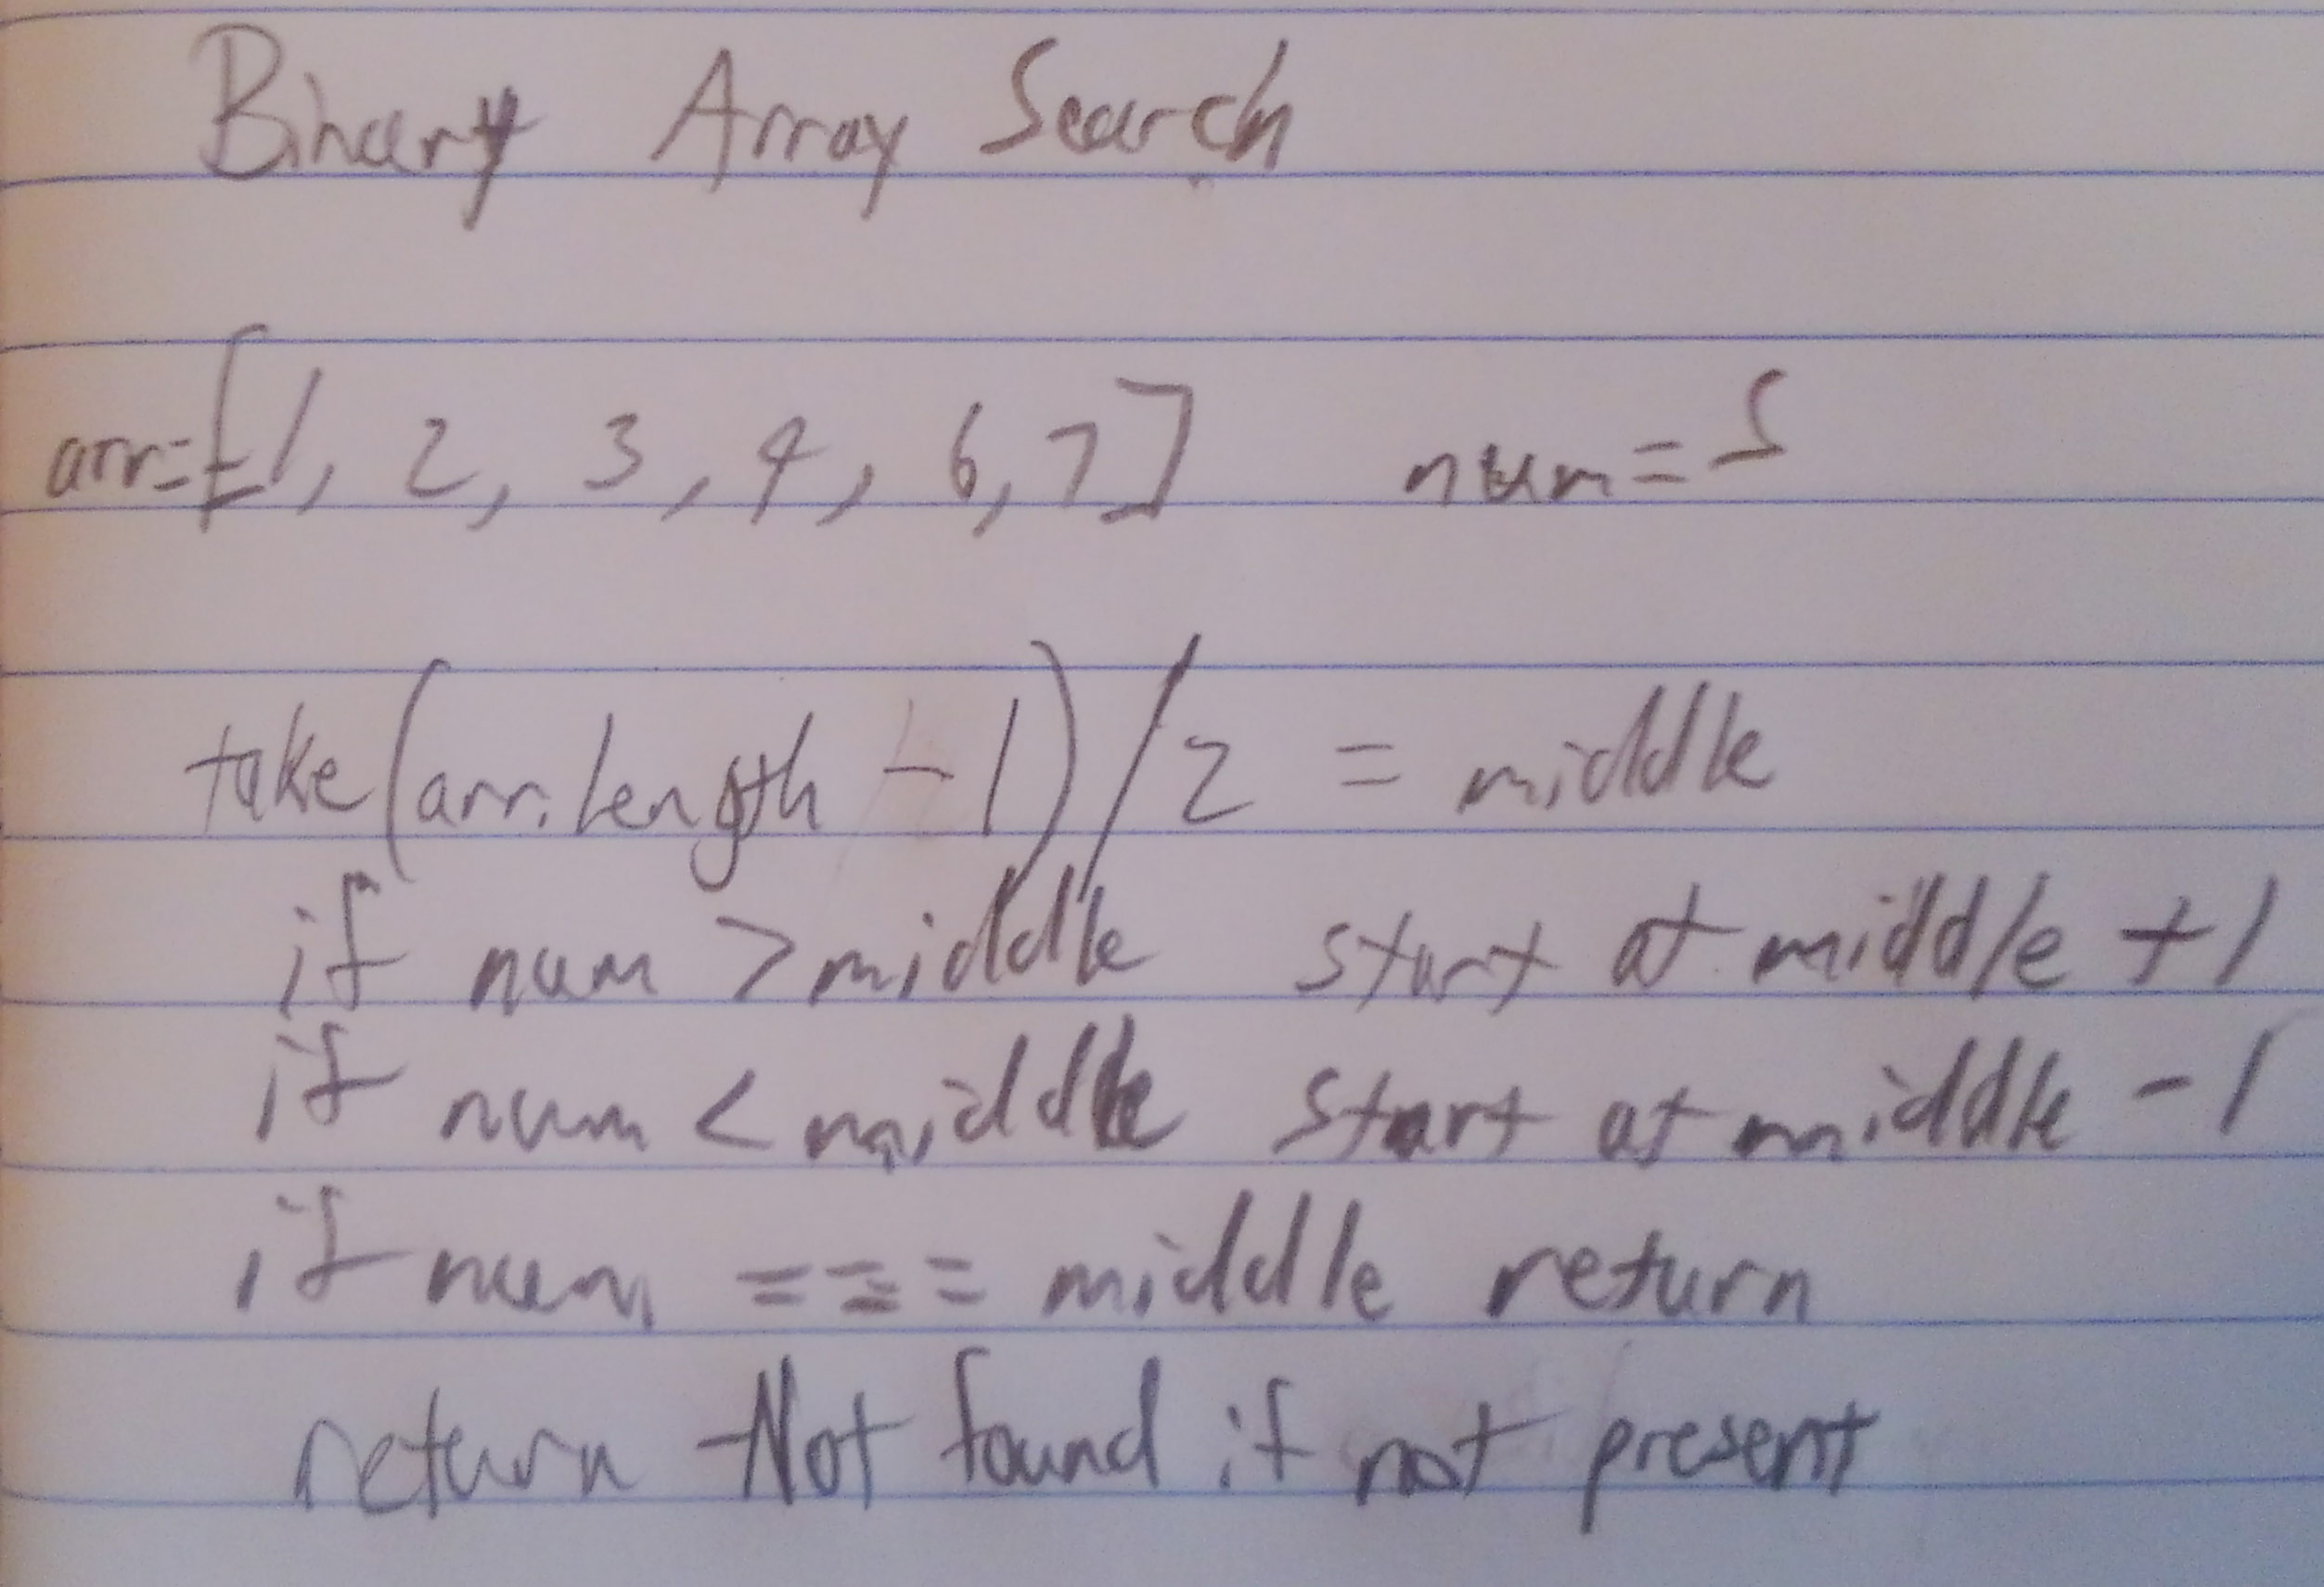 Binary Array Search
arr=[1, 2, 3, 4, 6, 7] num=5
take (arr.length -1)/2 = middle
if num > middle start at middle +1
if num < middle start at middle -1
if num === middle return
return Not found if not present